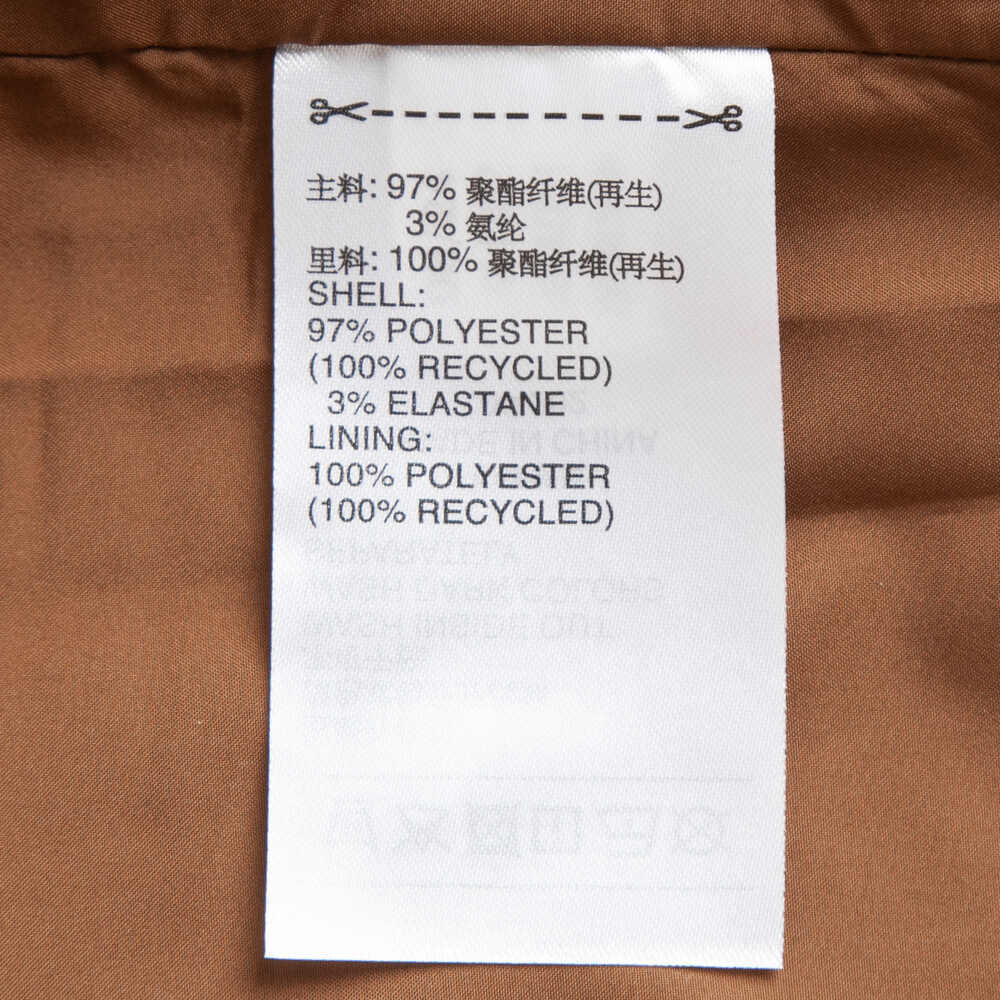 主料: 97% 聚酯纤维(再生)
3% 氨纶
里料: 100% 聚酯纤维(再生)
SHELL:
97% POLYESTER
(100% RECYCLED)
3% ELASTANE
LINING:
100% POLYESTER
(100% RECYCLED)